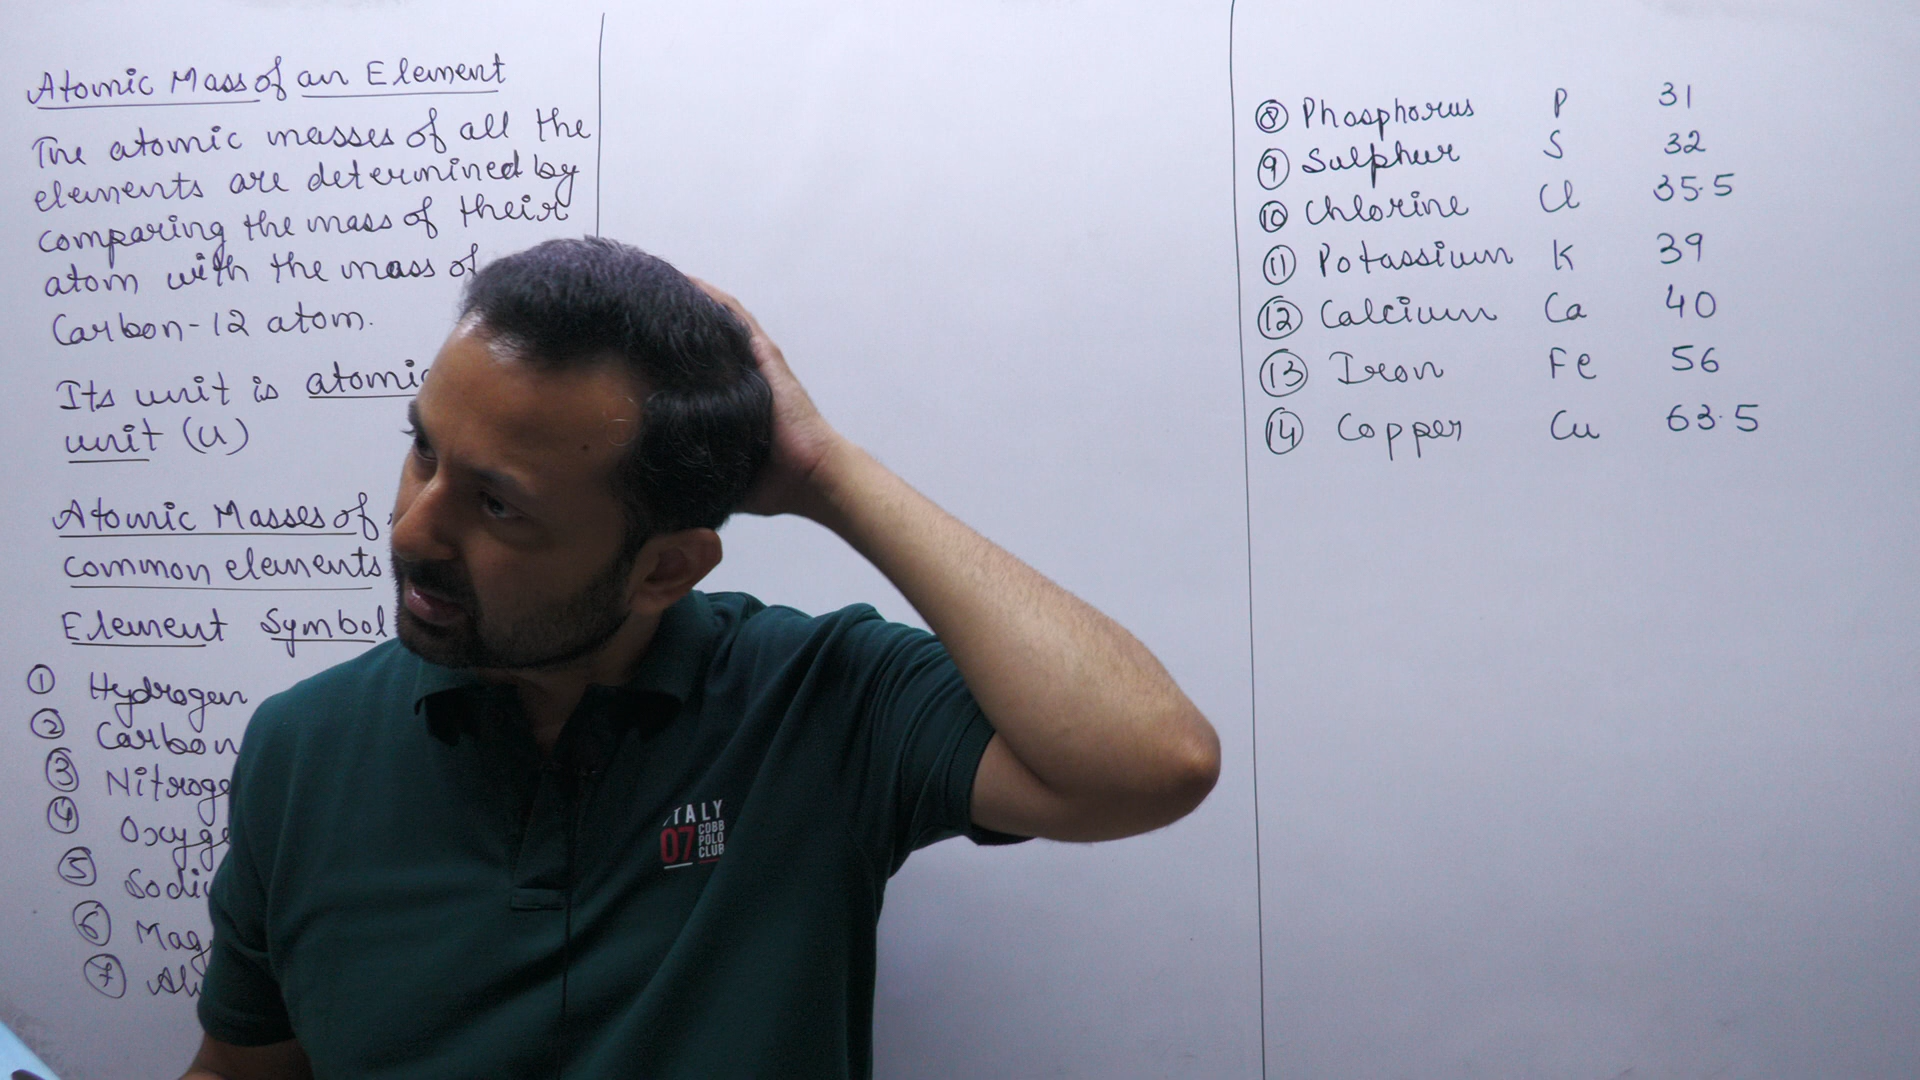 Atomic Mass of an Element
The atomic masses of all the
elements are determined by
comparing the mass of their
atom with the mass of
Carbon-12 atom.
Its unit is atomic
unit (u)
Atomic Masses of
common elements
Element Symbol
① Hydrogen
② Carbon
③ Nitroge
④ Oxyge
⑤ Sodi
⑥ Mag
⑦ Al
TALY
07 COBB
POLO
CLUB
⑧ Phosphorus P 31
⑨ Sulphur S 32
⑩ Chlorine Cl 35.5
⑪ Potassium K 39
⑫ Calcium Ca 40
⑬ Iron Fe 56
⑭ Copper Cu 63.5